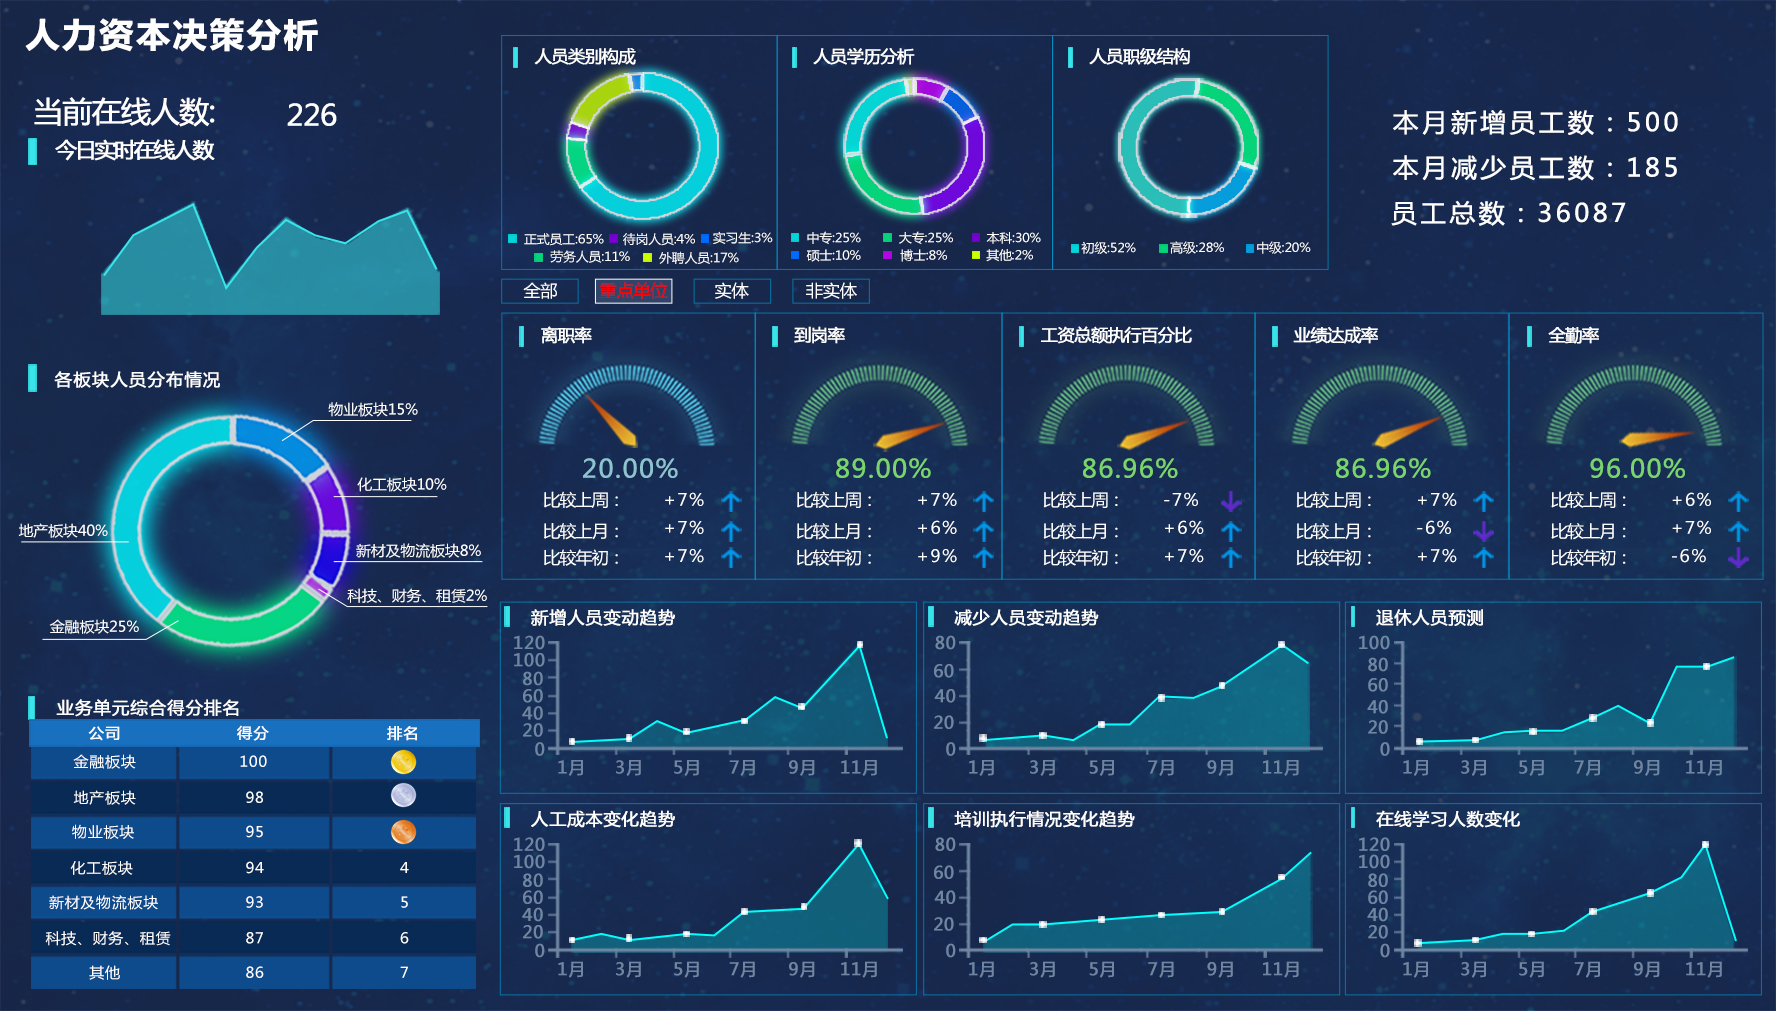 人力资本决策分析
当前在线人数: 226
今日实时在线人数
各板块人员分布情况
物业板块15%
化工板块10%
地产板块40%
新材及物流板块8%
科技、财务、租赁2%
金融板块25%
业务单元综合得分排名
公司 得分 排名
金融板块 100
地产板块 98
物业板块 95
化工板块 94 4
新材及物流板块 93 5
科技、财务、租赁 87 6
其他 86 7
人员类别构成
正式员工:65% 待岗人员:4% 实习生:3%
劳务人员:11% 外聘人员:17%
人员学历分析
中专:25% 大专:25% 本科:30%
硕士:10% 博士:8% 其他:2%
人员职级结构
初级:52% 高级:28% 中级:20%
本月新增员工数：500
本月减少员工数：185
员工总数：36087
全部 重点单位 实体 非实体
离职率
20.00%
比较上周： +7%
比较上月： +7%
比较年初： +7%
到岗率
89.00%
比较上周： +7%
比较上月： +6%
比较年初： +9%
工资总额执行百分比
86.96%
比较上周： -7%
比较上月： +6%
比较年初： +7%
业绩达成率
86.96%
比较上周： +7%
比较上月： -6%
比较年初： +7%
全勤率
96.00%
比较上周： +6%
比较上月： +7%
比较年初： -6%
新增人员变动趋势
120
100
80
60
40
20
0
1月 3月 5月 7月 9月 11月
减少人员变动趋势
80
60
40
20
0
1月 3月 5月 7月 9月 11月
退休人员预测
100
80
60
40
20
0
1月 3月 5月 7月 9月 11月
人工成本变化趋势
120
100
80
60
40
20
0
1月 3月 5月 7月 9月 11月
培训执行情况变化趋势
80
60
40
20
0
1月 3月 5月 7月 9月 11月
在线学习人数变化
120
100
80
60
40
20
0
1月 3月 5月 7月 9月 11月